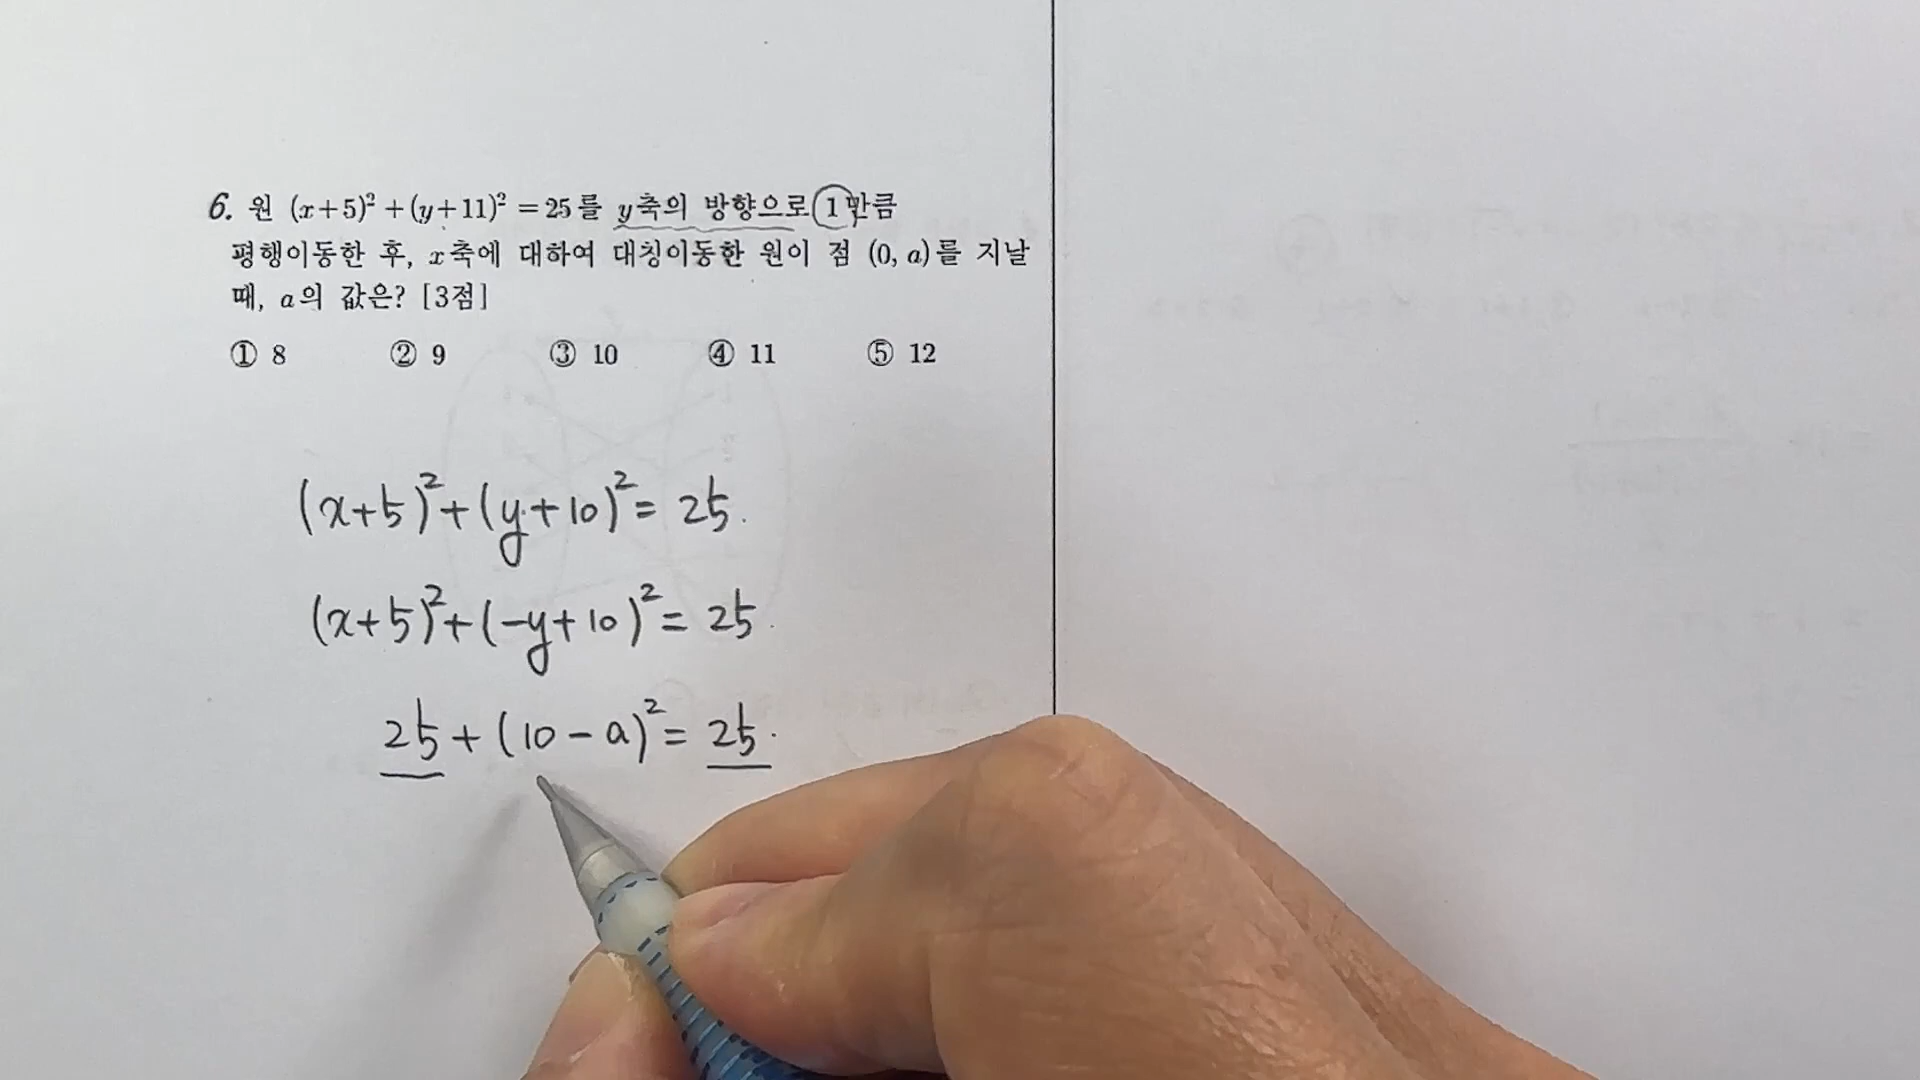 6. 원 (x+5)²+(y+11)²=25를 y축의 방향으로 1만큼
평행이동한 후, x축에 대하여 대칭이동한 원이 점 (0, a)를 지날
때, a의 값은? [3점]
① 8 ② 9 ③ 10 ④ 11 ⑤ 12
(x+5)²+(y+10)²=25.
(x+5)²+(-y+10)²=25.
25+(10-a)²=25.